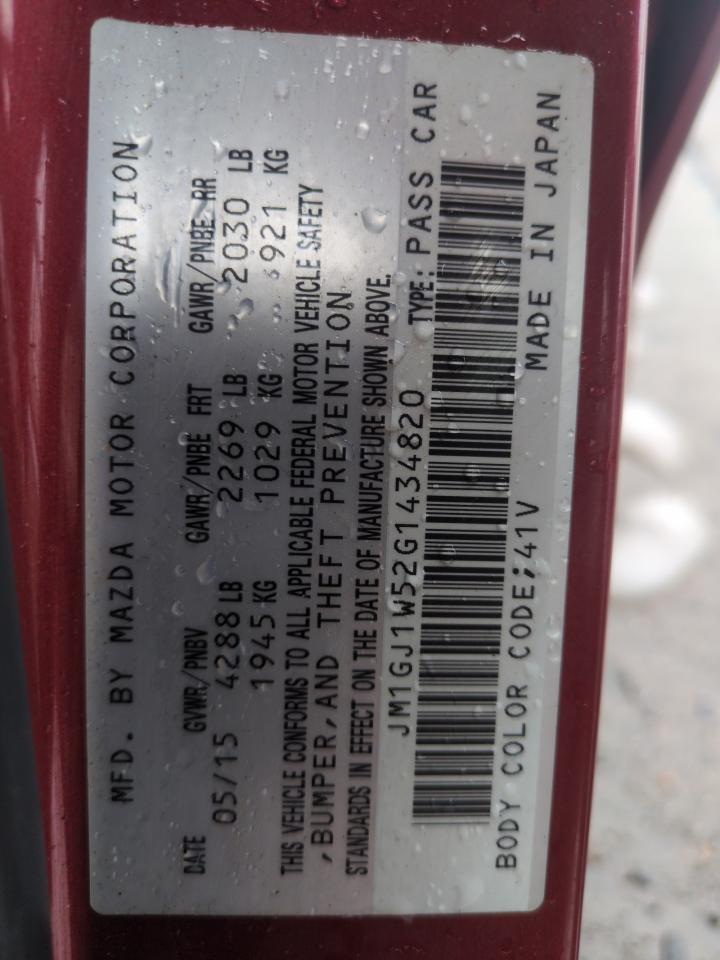 MFD. BY MAZDA MOTOR CORPORATION
DATE GVWR/PNBV GAWR/PNBE FRT GAWR/PNBE RR
05/15 4288 LB 2269 LB 2030 LB
1945 KG 1029 KG 921 KG
THIS VEHICLE CONFORMS TO ALL APPLICABLE FEDERAL MOTOR VEHICLE SAFETY
,BUMPER,AND THEFT PREVENTION
STANDARDS IN EFFECT ON THE DATE OF MANUFACTURE SHOWN ABOVE.
JM1GJ1W52G1434820 TYPE: PASS CAR
BODY COLOR CODE: 41V MADE IN JAPAN